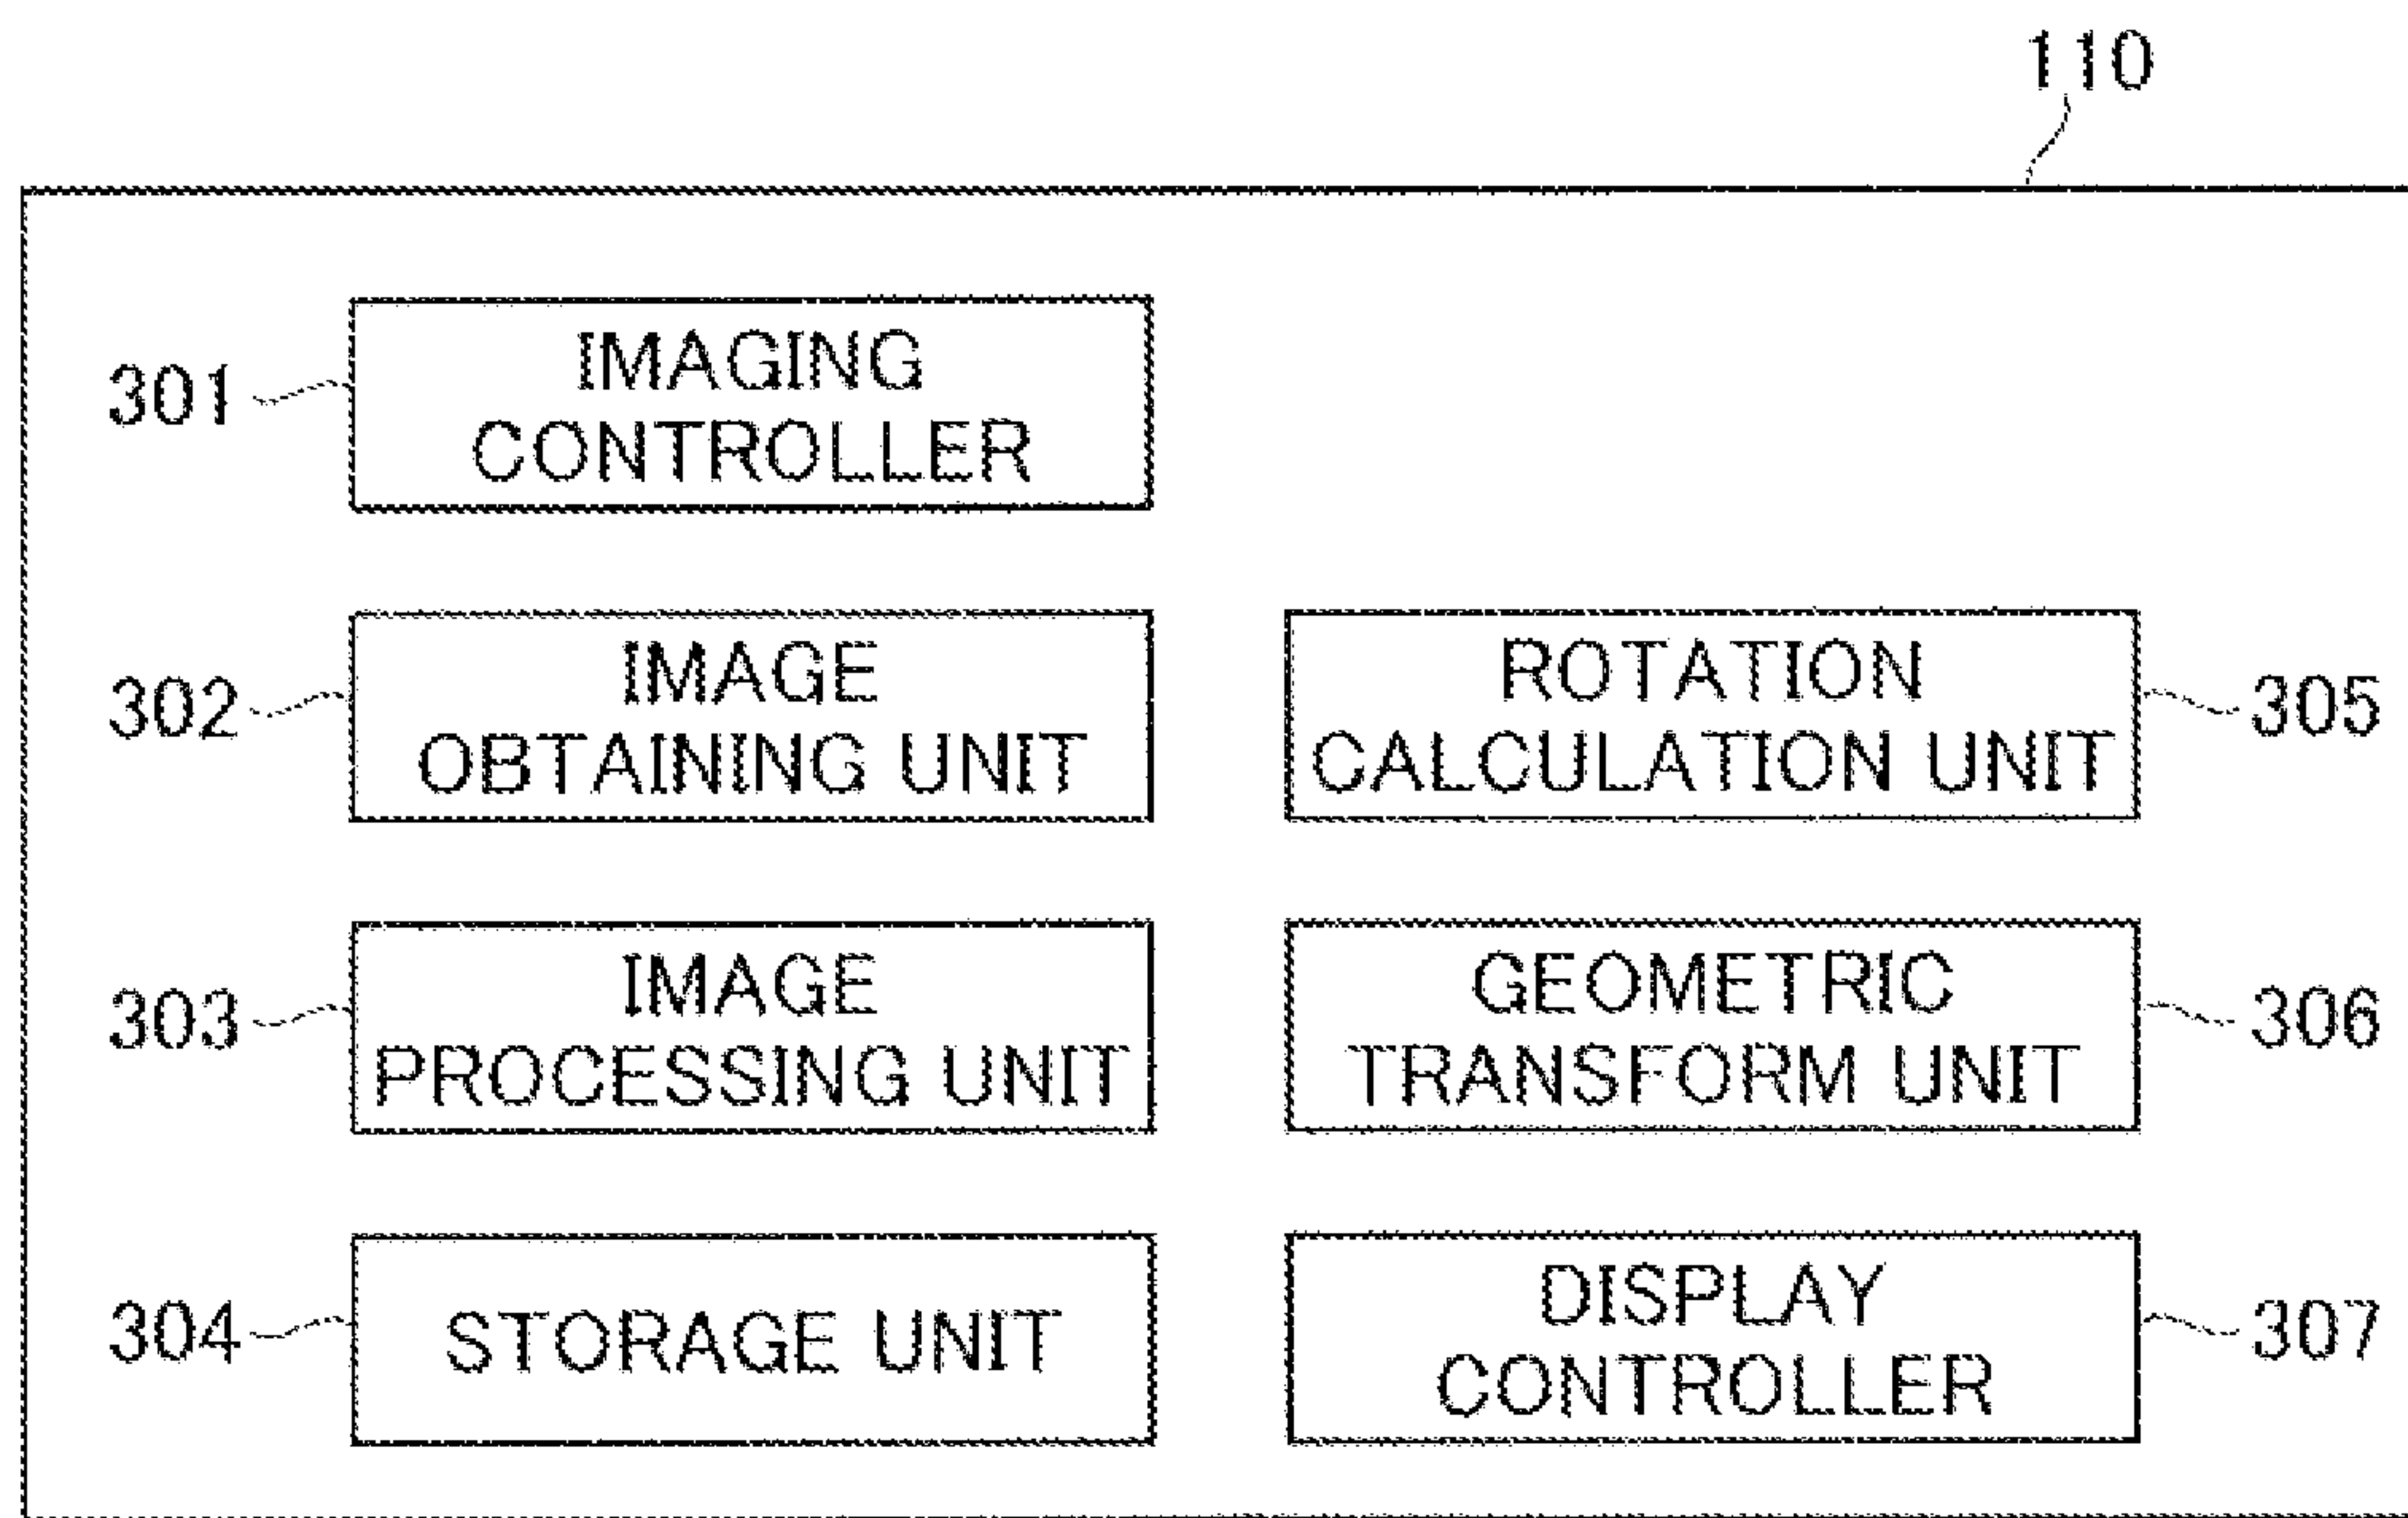 110
301
IMAGING
CONTROLLER
302
IMAGE
OBTAINING UNIT
ROTATION
CALCULATION UNIT
305
303
IMAGE
PROCESSING UNIT
GEOMETRIC
TRANSFORM UNIT
306
304
STORAGE UNIT
DISPLAY
CONTROLLER
307